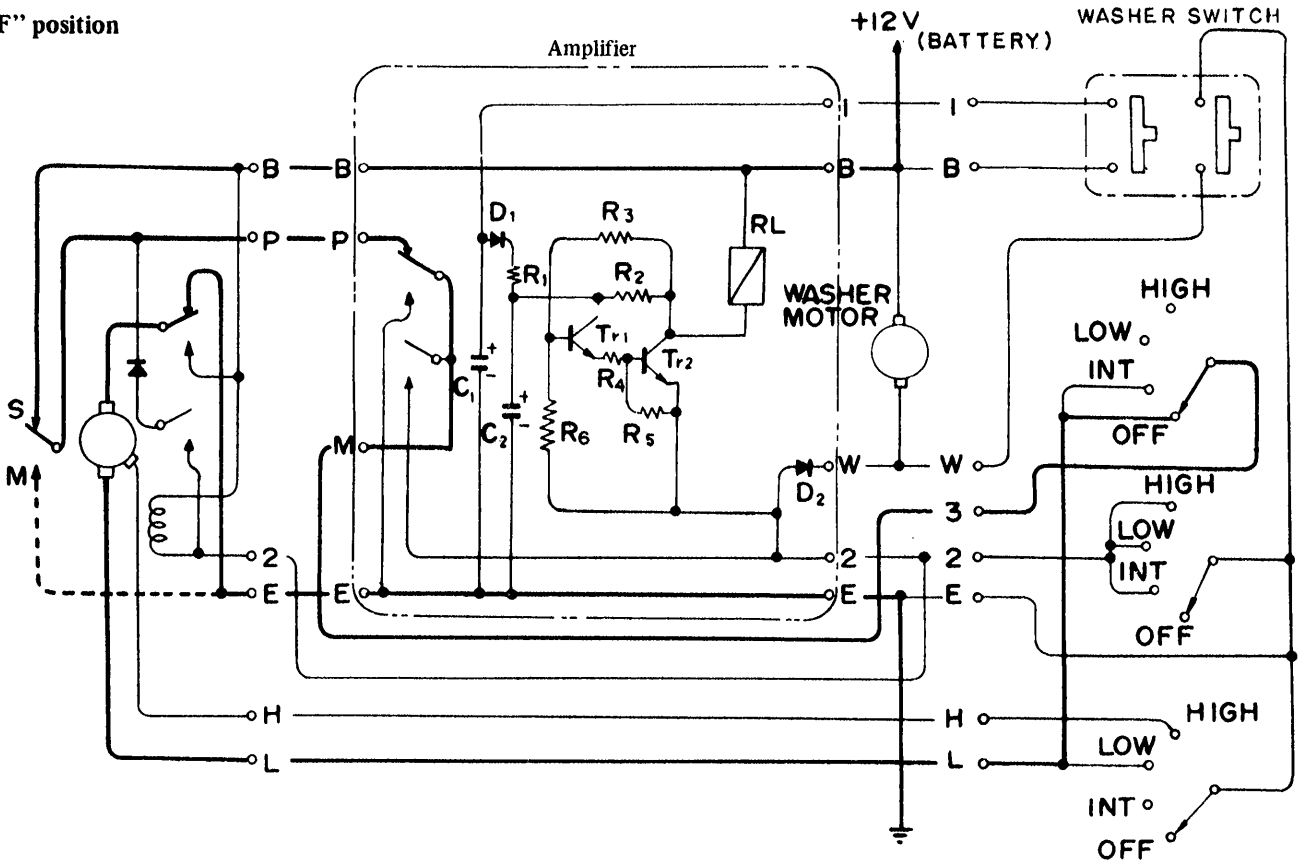 F” position
Amplifier
+12V
(BATTERY)
WASHER SWITCH
I
I
B
B
B
B
P
P
D1
R3
RL
R1
R2
WASHER
MOTOR
HIGH
LOW
INT
OFF
Tr1
Tr2
R4
C1
+
-
S
M
+
-
C2
R6
R5
M
W
W
D2
3
HIGH
LOW
INT
OFF
2
2
2
E
E
E
E
H
H
HIGH
L
L
LOW
INT
OFF